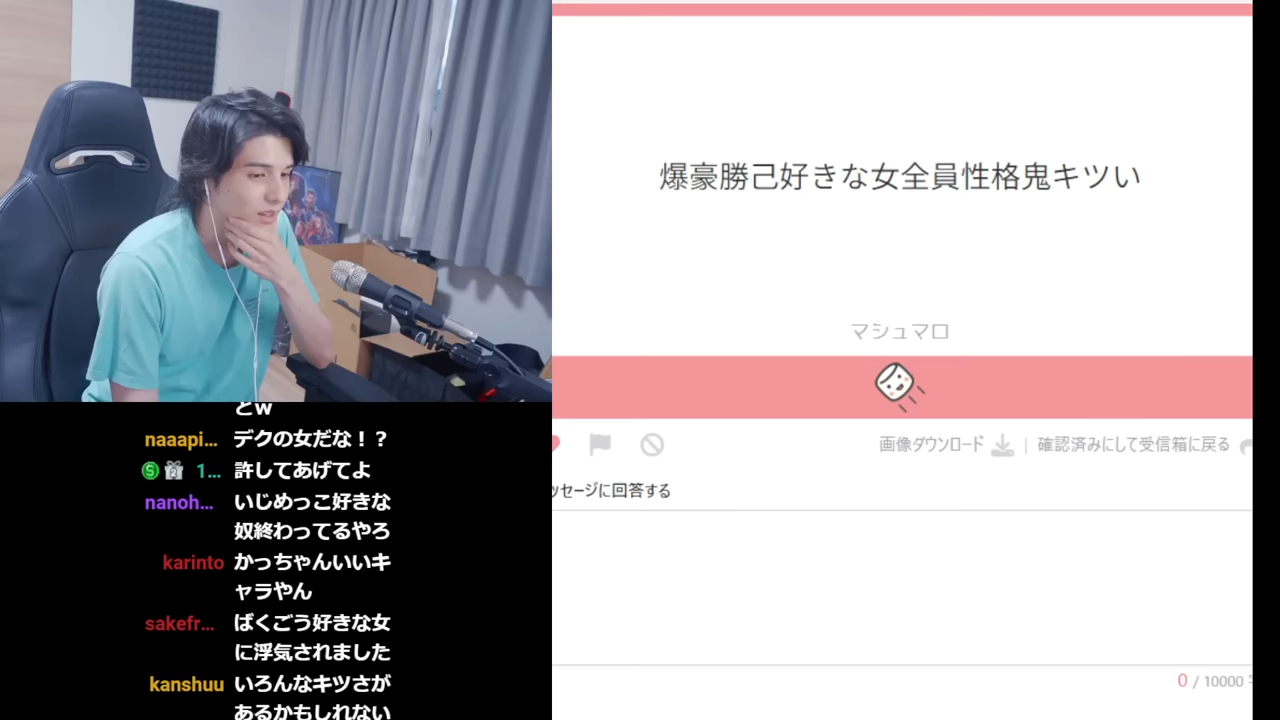 爆豪勝己好きな女全員性格鬼キツい
マシュマロ
画像ダウンロード | 確認済みにして受信箱に戻る
ッセージに回答する
0 / 10000
とw
naaapi… デクの女だな！？
1… 許してあげてよ
nanoh… いじめっこ好きな
奴終わってるやろ
karinto かっちゃんいいキ
ャラやん
sakefr… ばくごう好きな女
に浮気されました
kanshuu いろんなキツさが
あるかもしれない